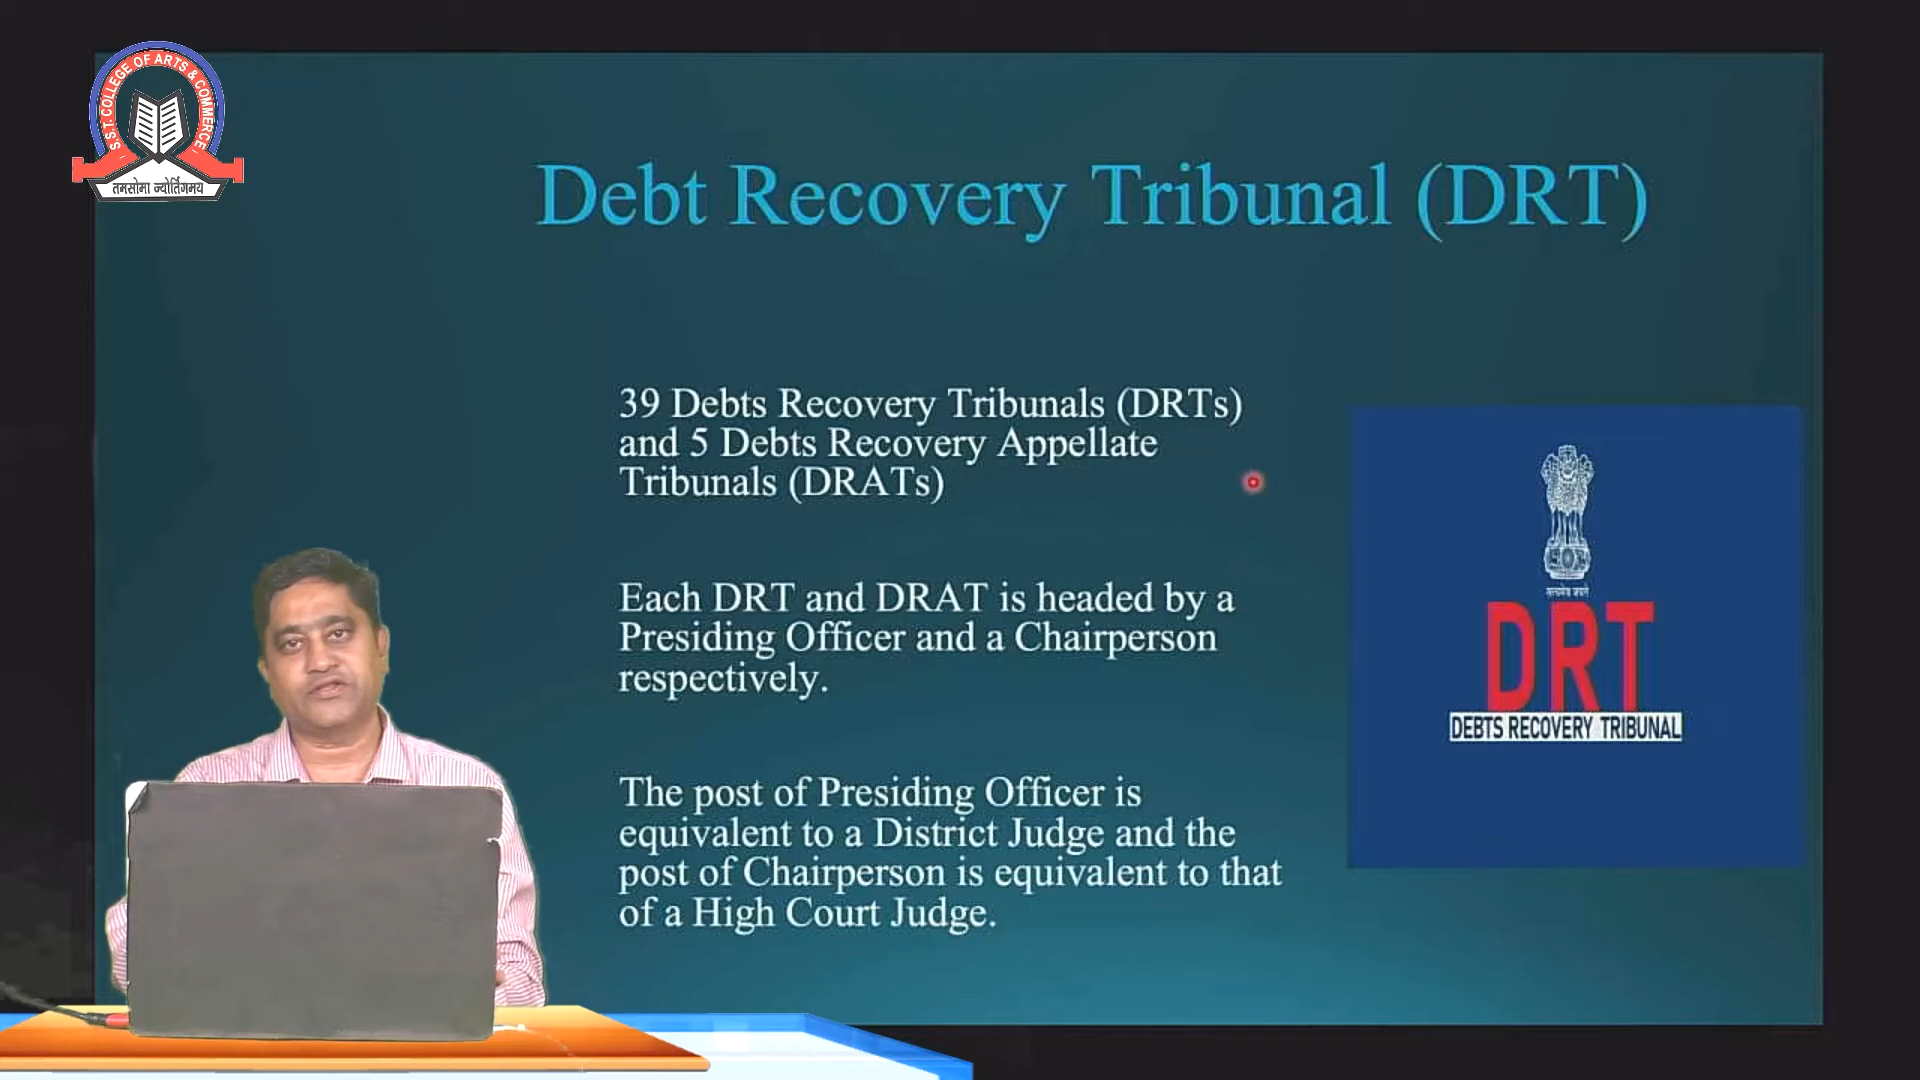 S.S.T. COLLEGE OF ARTS & COMMERCE
तमसोमा ज्योर्तिगमय
Debt Recovery Tribunal (DRT)
39 Debts Recovery Tribunals (DRTs)
and 5 Debts Recovery Appellate
Tribunals (DRATs)
Each DRT and DRAT is headed by a
Presiding Officer and a Chairperson
respectively.
The post of Presiding Officer is
equivalent to a District Judge and the
post of Chairperson is equivalent to that
of a High Court Judge.
सत्यमेव जयते
DRT
DEBTS RECOVERY TRIBUNAL